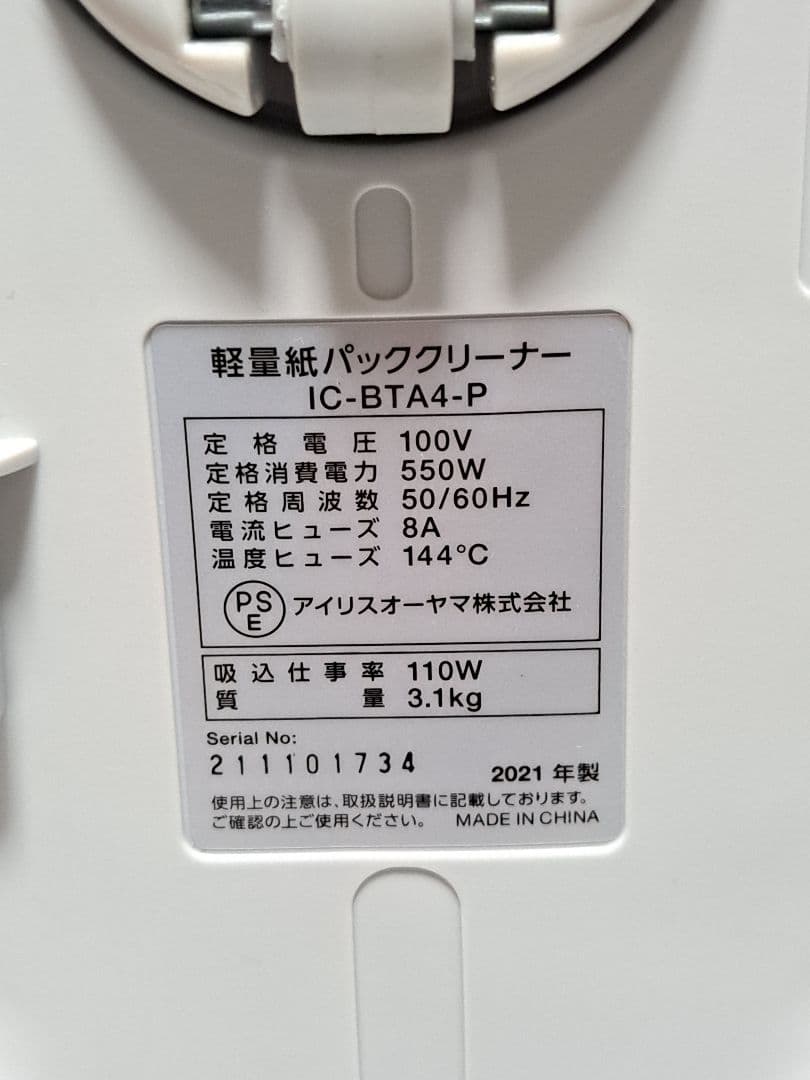 軽量紙パッククリーナー
IC-BTA4-P
定格電圧 100V
定格消費電力 550W
定格周波数 50/60Hz
電流ヒューズ 8A
温度ヒューズ 144°C
PSE アイリスオーヤマ株式会社
吸込仕事率 110W
質量 3.1kg
Serial No:
211101734
2021 年製
使用上の注意は、取扱説明書に記載しております。
ご確認の上ご使用ください。 MADE IN CHINA